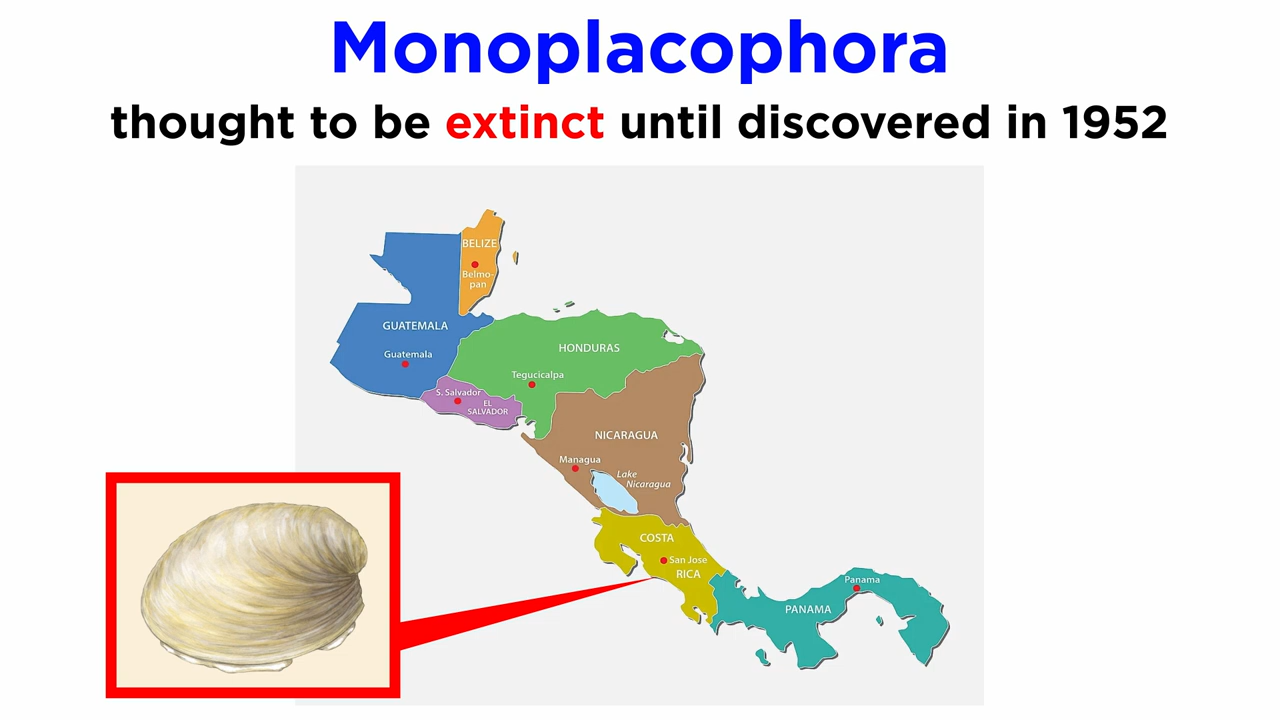 Monoplacophora
thought to be extinct until discovered in 1952
BELIZE
Belmo-
pan
GUATEMALA
Guatemala
HONDURAS
Tegucicalpa
S. Salvador
EL
SALVADOR
NICARAGUA
Managua
Lake
Nicaragua
COSTA
San Jose
RICA
Panama
PANAMA